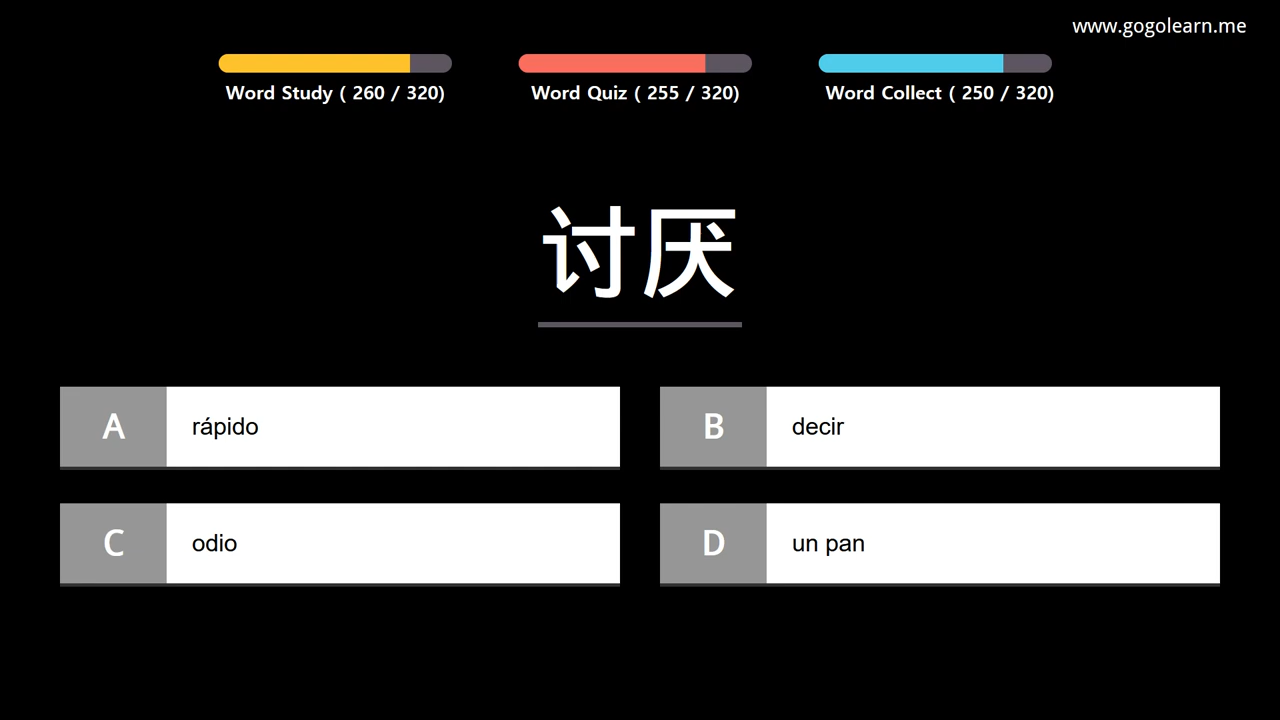 www.gogolearn.me
Word Study ( 260 / 320)
Word Quiz ( 255 / 320)
Word Collect ( 250 / 320)
讨厌
A rápido
B decir
C odio
D un pan